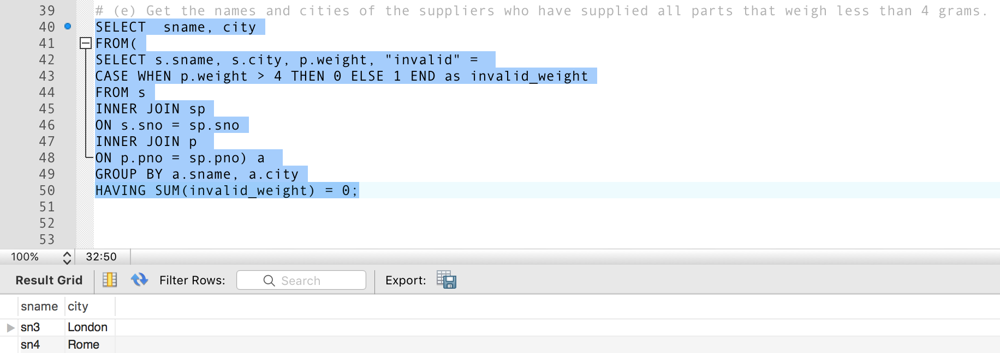 39 # (e) Get the names and cities of the suppliers who have supplied all parts that weigh less than 4 grams.
40 SELECT  sname, city
41 FROM(
42 SELECT s.sname, s.city, p.weight, "invalid" =
43 CASE WHEN p.weight > 4 THEN 0 ELSE 1 END as invalid_weight
44 FROM s
45 INNER JOIN sp
46 ON s.sno = sp.sno
47 INNER JOIN p
48 ON p.pno = sp.pno) a
49 GROUP BY a.sname, a.city
50 HAVING SUM(invalid_weight) = 0;
51
52
53
100% 32:50
Result Grid Filter Rows: Search Export:
sname city
sn3 London
sn4 Rome